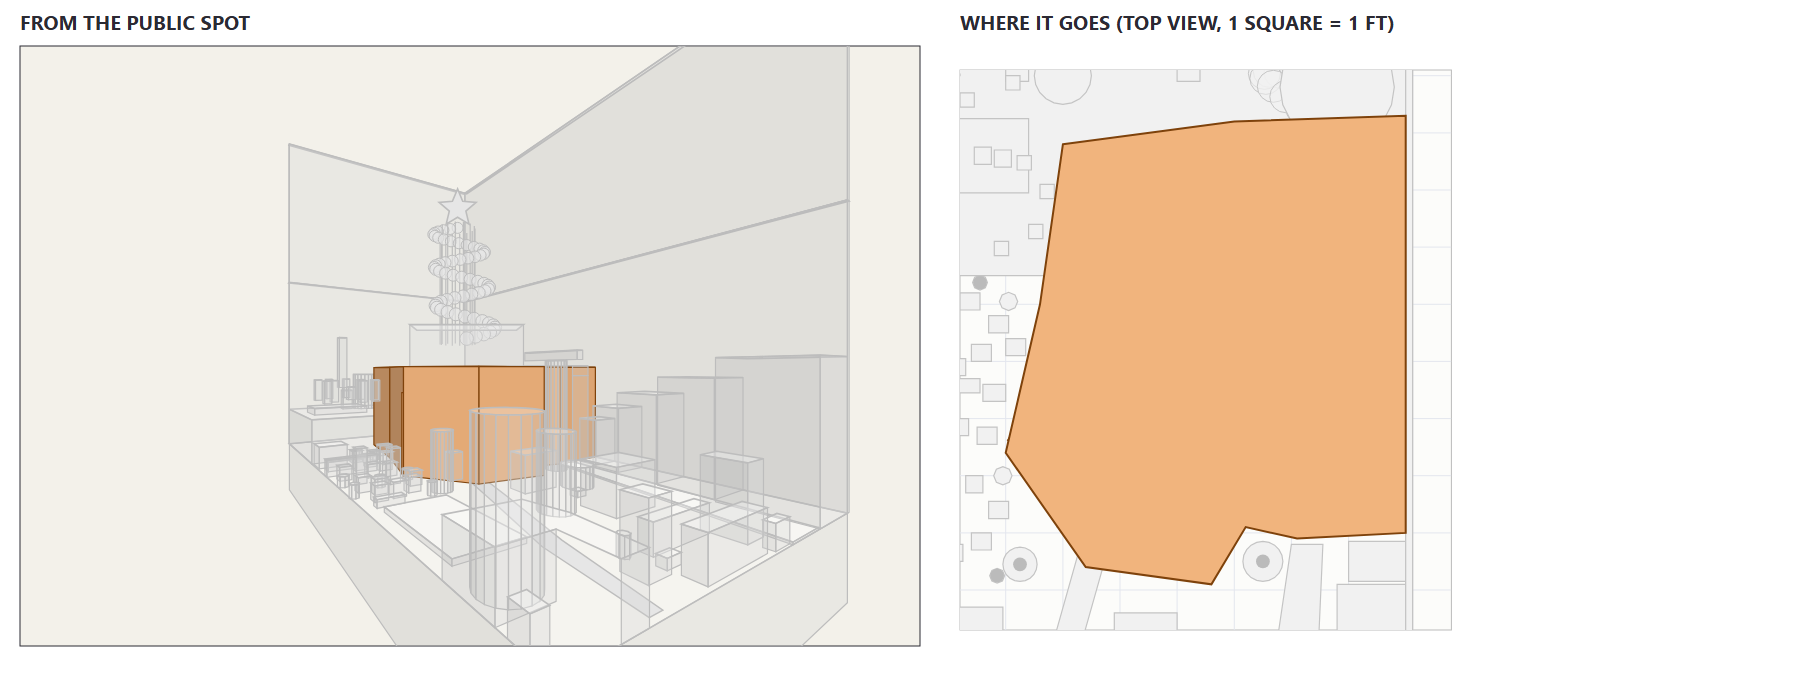 FROM THE PUBLIC SPOT
WHERE IT GOES (TOP VIEW, 1 SQUARE = 1 FT)